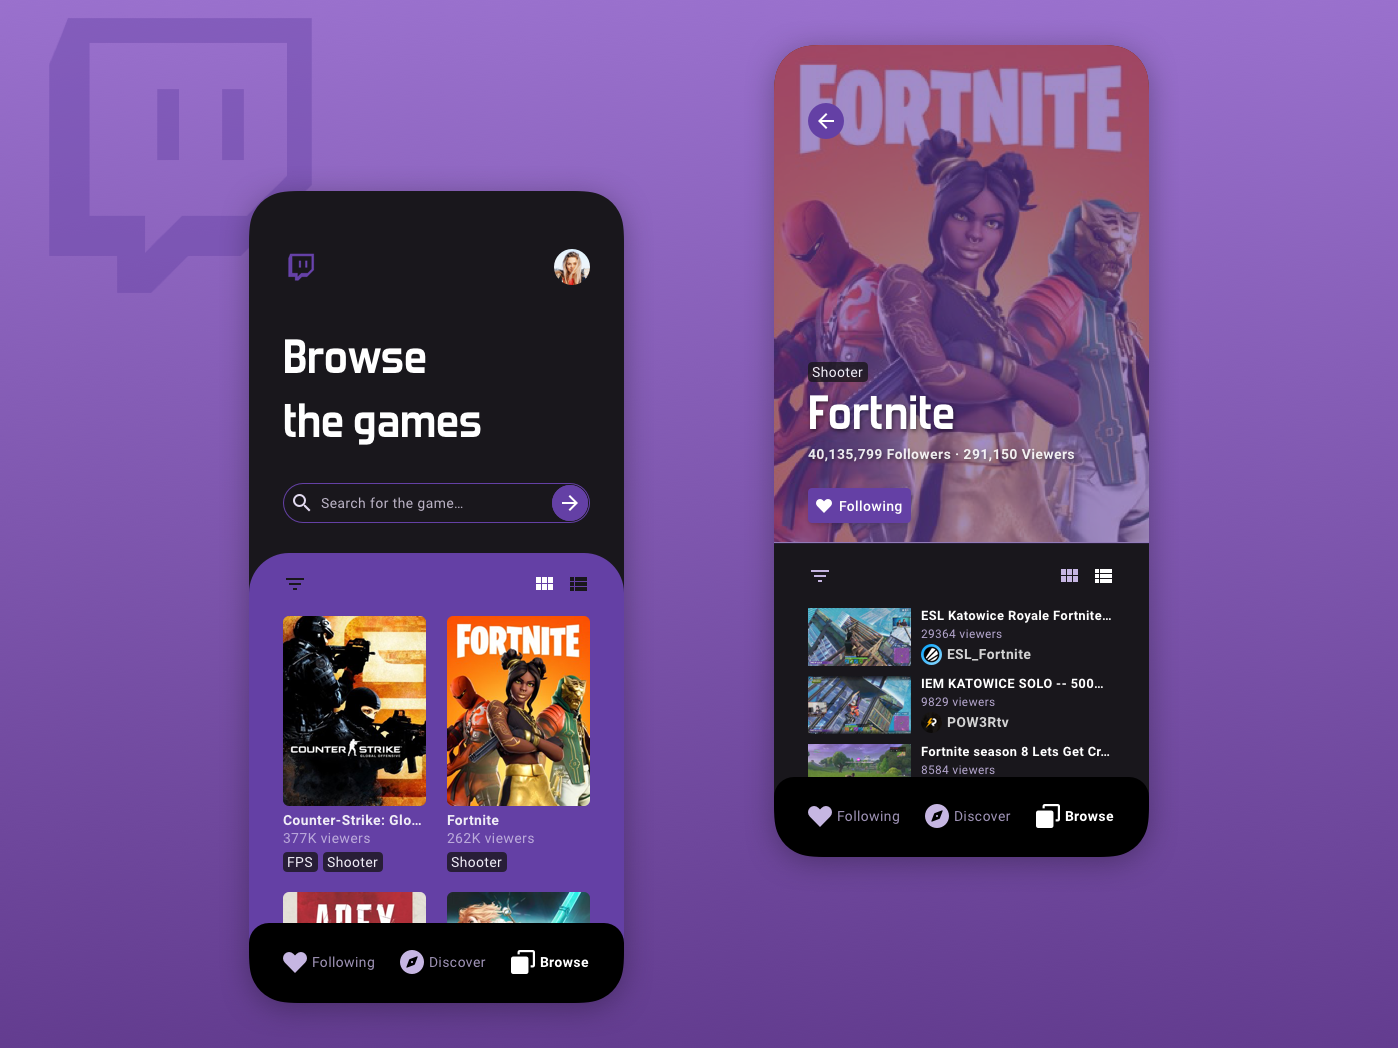 Browse
the games
Search for the game...
COUNTER STRIKE
GLOBAL OFFENSIVE
FORTNITE
Counter-Strike: Glo...
377K viewers
FPS Shooter
Fortnite
262K viewers
Shooter
APEX
Following Discover Browse
FORTNITE
Shooter
Fortnite
40,135,799 Followers · 291,150 Viewers
Following
ESL Katowice Royale Fortnite...
29364 viewers
ESL_Fortnite
IEM KATOWICE SOLO -- 500...
9829 viewers
POW3Rtv
Fortnite season 8 Lets Get Cr...
8584 viewers
Following Discover Browse